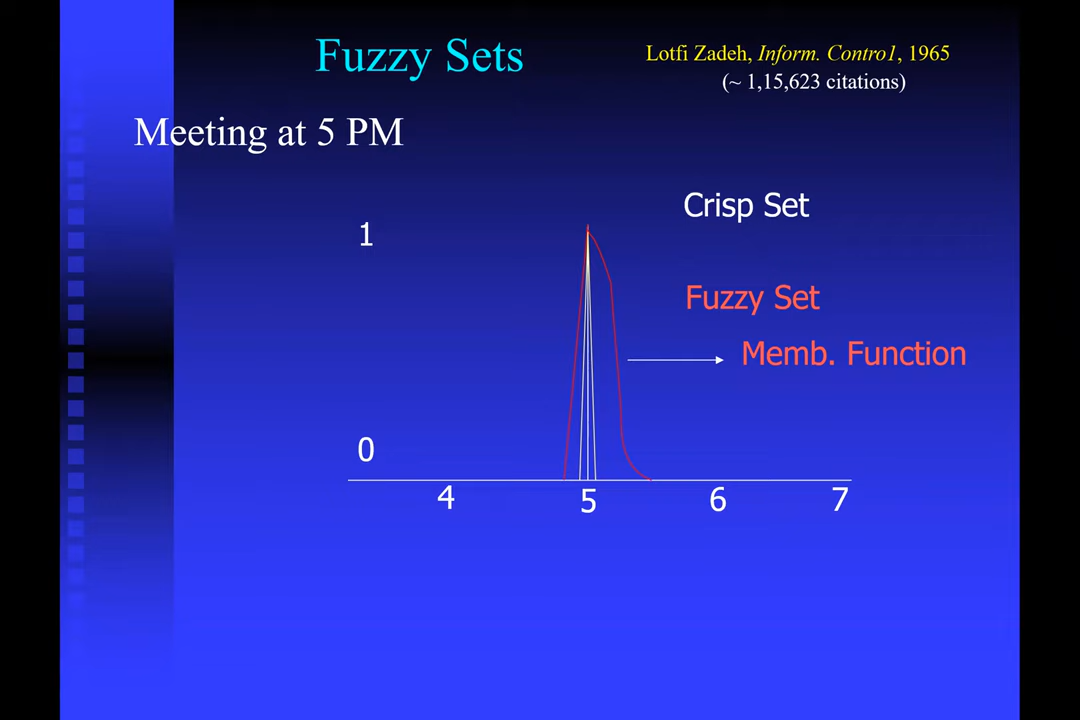 Fuzzy Sets
Lotfi Zadeh, Inform. Contro1, 1965
(~ 1,15,623 citations)
Meeting at 5 PM
Crisp Set
1
Fuzzy Set
Memb. Function
0
4 5 6 7